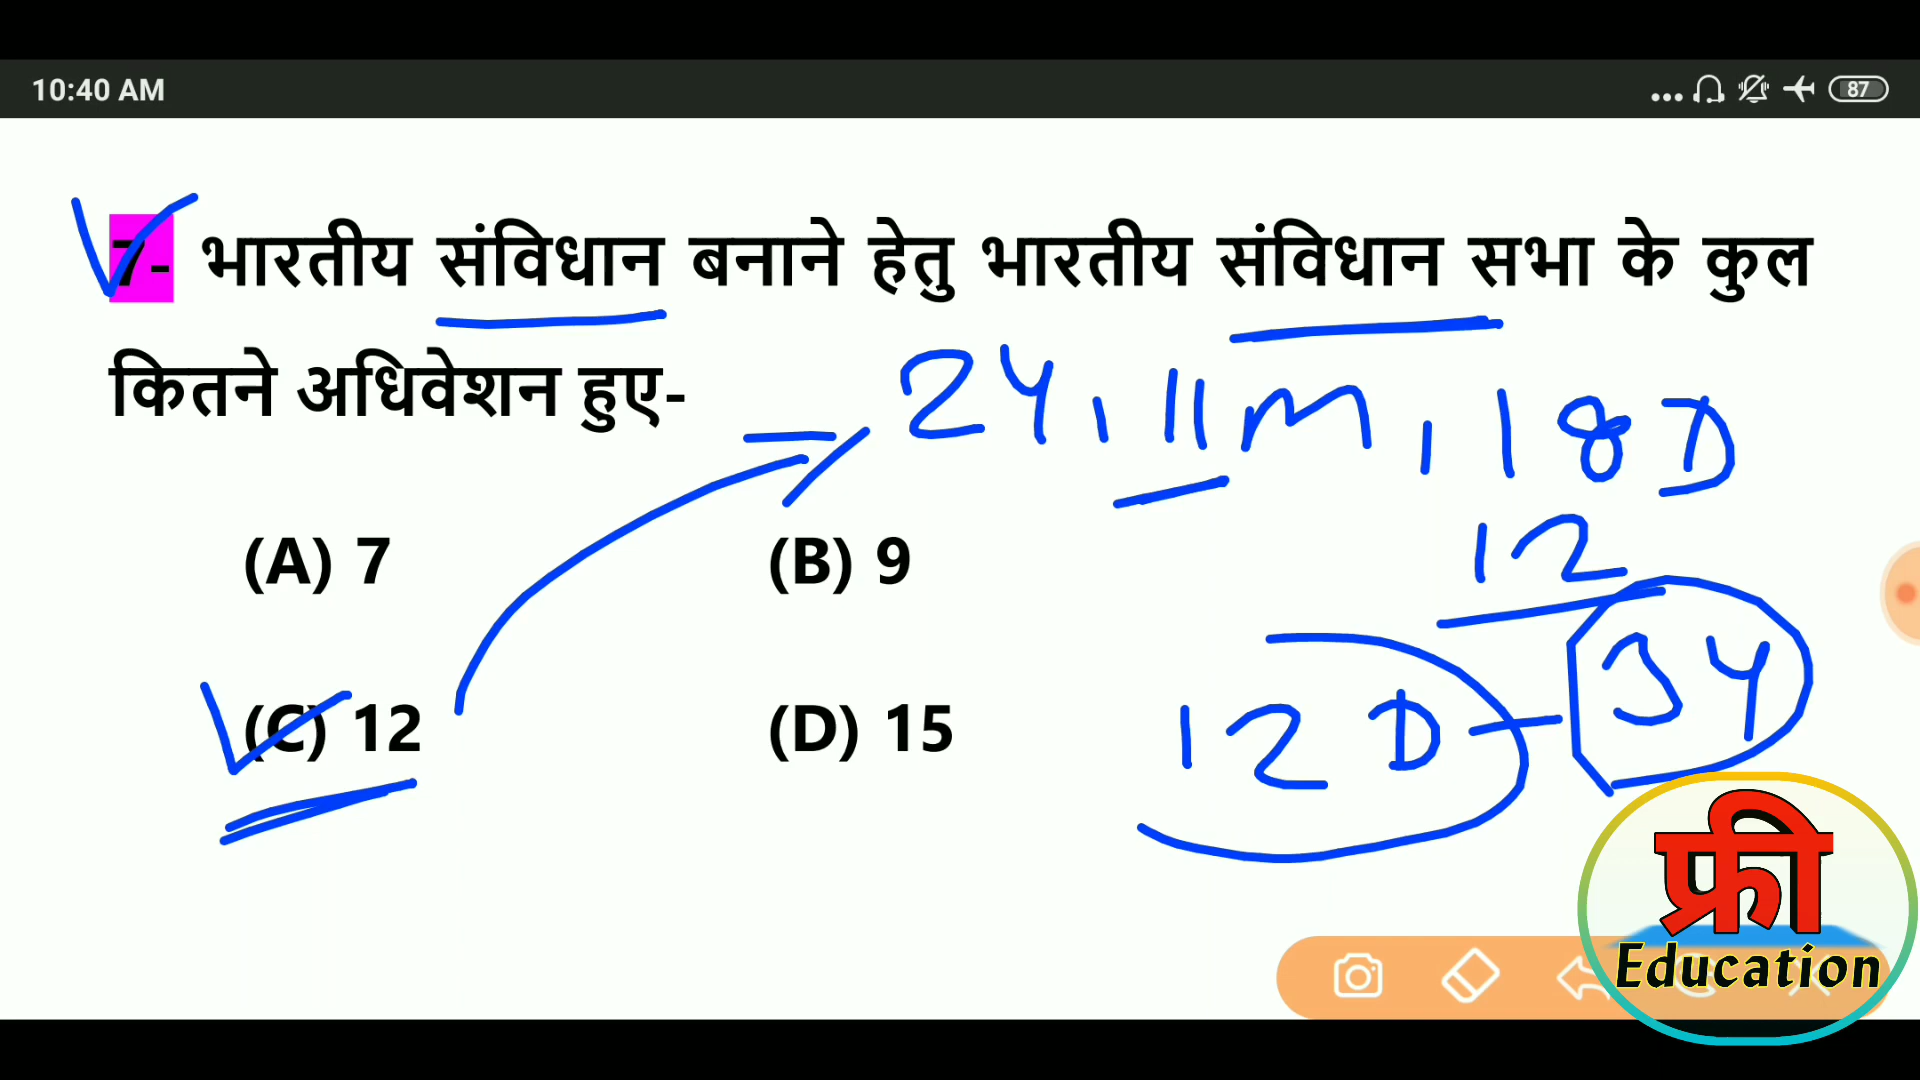 10:40 AM
87
7- भारतीय संविधान बनाने हेतु भारतीय संविधान सभा के कुल
कितने अधिवेशन हुए-
2Y, 11M, 18D
(A) 7
(B) 9
12
(C) 12
(D) 15
12 D - 3Y
फ्री
Education